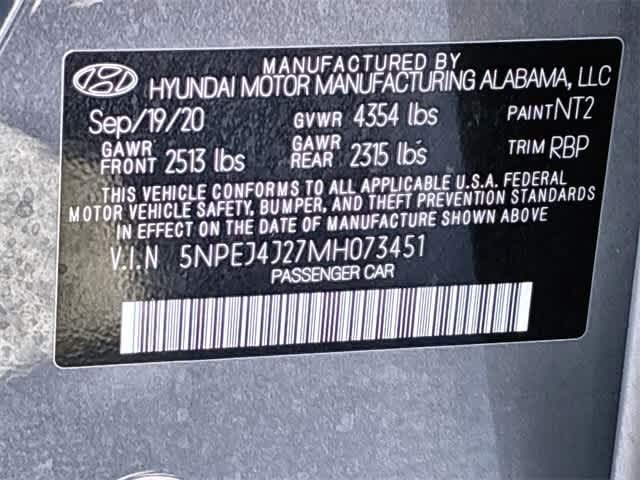 MANUFACTURED BY
HYUNDAI MOTOR MANUFACTURING ALABAMA, LLC
Sep/19/20 GVWR 4354 lbs PAINT NT2
GAWR FRONT 2513 lbs GAWR REAR 2315 lbs TRIM RBP
THIS VEHICLE CONFORMS TO ALL APPLICABLE U.S.A. FEDERAL
MOTOR VEHICLE SAFETY, BUMPER, AND THEFT PREVENTION STANDARDS
IN EFFECT ON THE DATE OF MANUFACTURE SHOWN ABOVE.
V.I.N 5NPEJ4J27MH073451
PASSENGER CAR